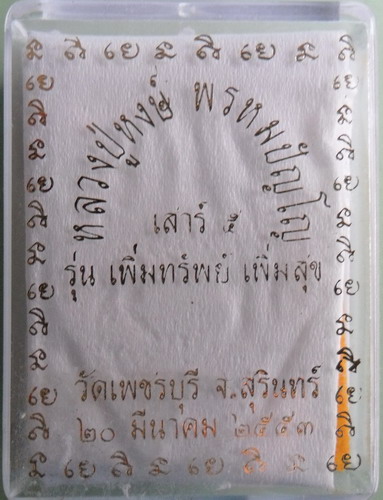 หลวงปู่หงษ์ พรหมปัญโญ
เสาร์ ๕
รุ่น เพิ่มทรัพย์ เพิ่มสุข
วัดเพชรบุรี จ.สุรินทร์
๒๐ มีนาคม ๒๕๕๓